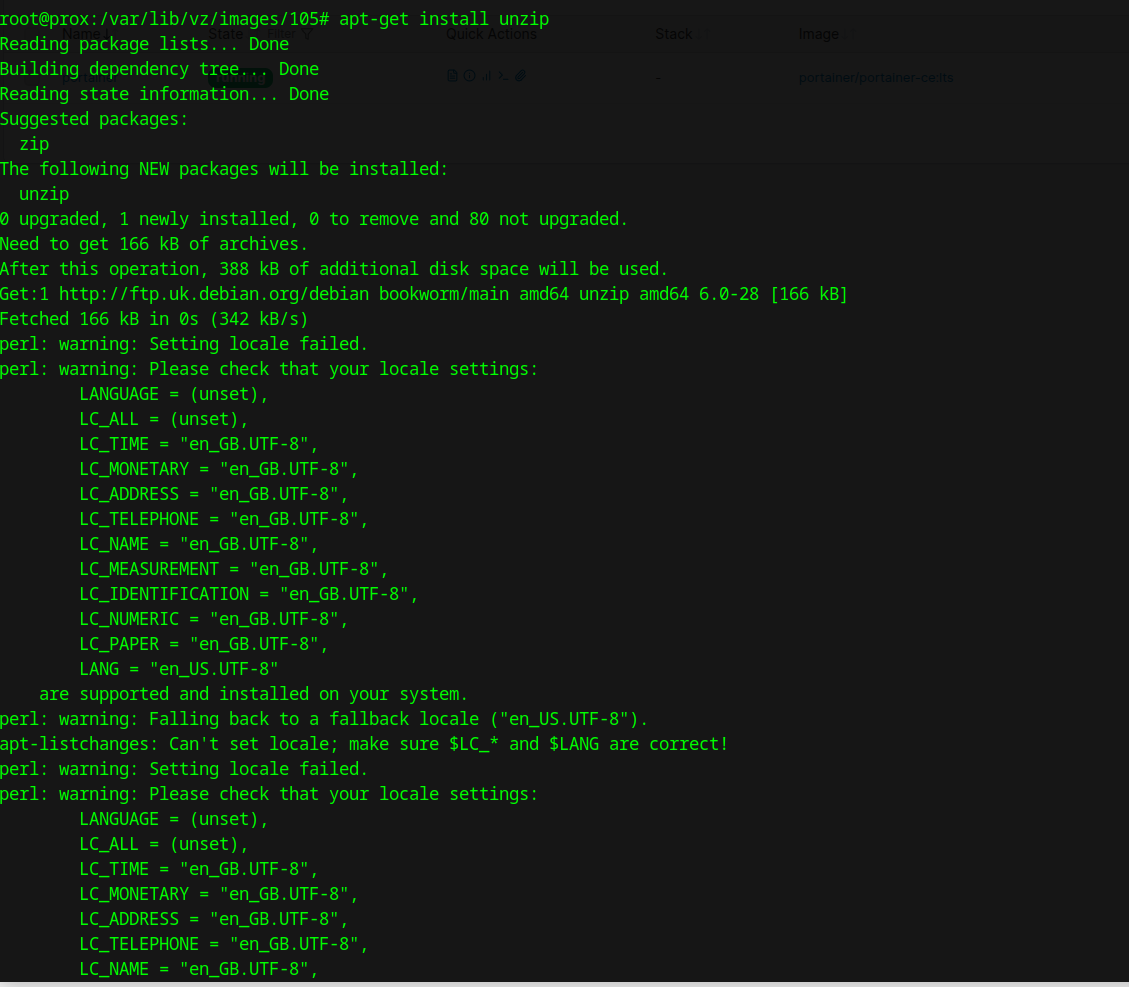 root@prox:/var/lib/vz/images/105# apt-get install unzip
Name State Filter Quick Actions Stack Image
Reading package lists... Done
Building dependency tree... Done
- portainer/portainer-ce:lts
Reading state information... Done
Suggested packages:
  zip
The following NEW packages will be installed:
  unzip
0 upgraded, 1 newly installed, 0 to remove and 80 not upgraded.
Need to get 166 kB of archives.
After this operation, 388 kB of additional disk space will be used.
Get:1 http://ftp.uk.debian.org/debian bookworm/main amd64 unzip amd64 6.0-28 [166 kB]
Fetched 166 kB in 0s (342 kB/s)
perl: warning: Setting locale failed.
perl: warning: Please check that your locale settings:
        LANGUAGE = (unset),
        LC_ALL = (unset),
        LC_TIME = "en_GB.UTF-8",
        LC_MONETARY = "en_GB.UTF-8",
        LC_ADDRESS = "en_GB.UTF-8",
        LC_TELEPHONE = "en_GB.UTF-8",
        LC_NAME = "en_GB.UTF-8",
        LC_MEASUREMENT = "en_GB.UTF-8",
        LC_IDENTIFICATION = "en_GB.UTF-8",
        LC_NUMERIC = "en_GB.UTF-8",
        LC_PAPER = "en_GB.UTF-8",
        LANG = "en_US.UTF-8"
    are supported and installed on your system.
perl: warning: Falling back to a fallback locale ("en_US.UTF-8").
apt-listchanges: Can't set locale; make sure $LC_* and $LANG are correct!
perl: warning: Setting locale failed.
perl: warning: Please check that your locale settings:
        LANGUAGE = (unset),
        LC_ALL = (unset),
        LC_TIME = "en_GB.UTF-8",
        LC_MONETARY = "en_GB.UTF-8",
        LC_ADDRESS = "en_GB.UTF-8",
        LC_TELEPHONE = "en_GB.UTF-8",
        LC_NAME = "en_GB.UTF-8",